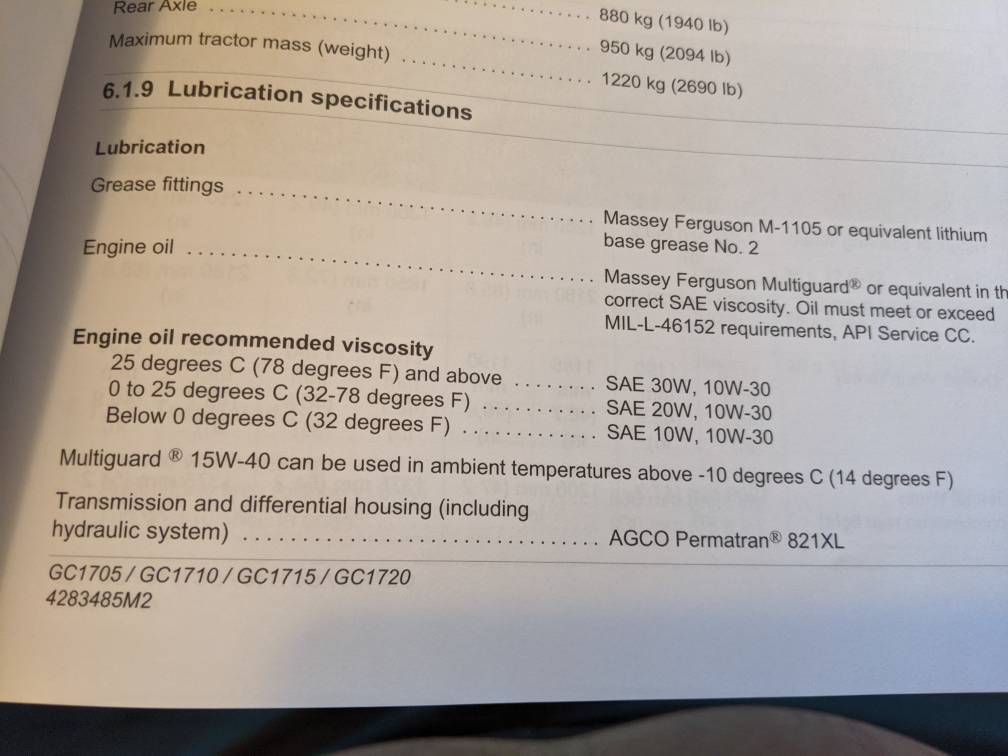 Rear Axle ........ 880 kg (1940 lb)
........ 950 kg (2094 lb)
Maximum tractor mass (weight) ........ 1220 kg (2690 lb)
6.1.9 Lubrication specifications
Lubrication
Grease fittings ........ Massey Ferguson M-1105 or equivalent lithium
base grease No. 2
Engine oil ........ Massey Ferguson Multiguard® or equivalent in th
correct SAE viscosity. Oil must meet or exceed
MIL-L-46152 requirements, API Service CC.
Engine oil recommended viscosity
25 degrees C (78 degrees F) and above ........ SAE 30W, 10W-30
0 to 25 degrees C (32-78 degrees F) ........ SAE 20W, 10W-30
Below 0 degrees C (32 degrees F) ........ SAE 10W, 10W-30
Multiguard ® 15W-40 can be used in ambient temperatures above -10 degrees C (14 degrees F)
Transmission and differential housing (including
hydraulic system) ........ AGCO Permatran® 821XL
GC1705 / GC1710 / GC1715 / GC1720
4283485M2